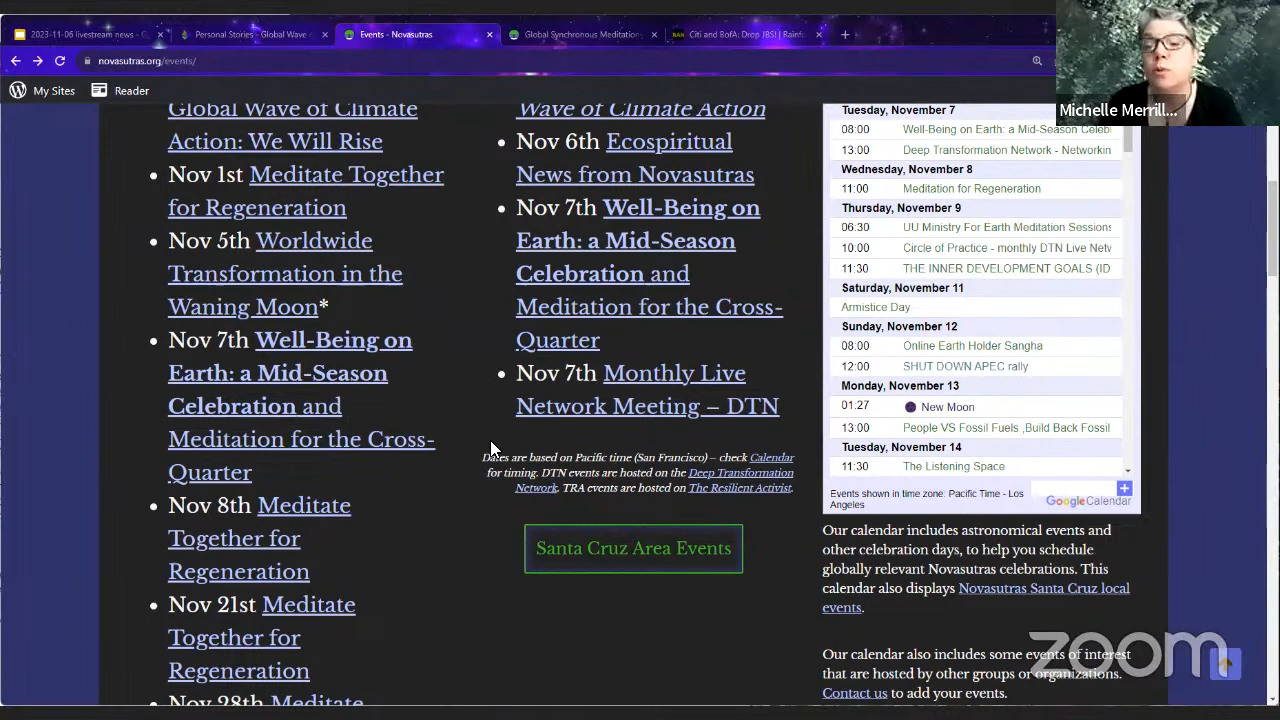 2023-11-06 livestream news - G
Personal Stories - Global Wave
Events - Novasutras
Global Synchronous Meditation
Citi and BofA: Drop JBS! | Rainf
novasutras.org/events/
My Sites
Reader
Michelle Merrill...
Global Wave of Climate
Action: We Will Rise
Nov 1st Meditate Together
for Regeneration
Nov 5th Worldwide
Transformation in the
Waning Moon*
Nov 7th Well-Being on
Earth: a Mid-Season
Celebration and
Meditation for the Cross-
Quarter
Nov 8th Meditate
Together for
Regeneration
Nov 21st Meditate
Together for
Regeneration
Nov 28th Meditate
Wave of Climate Action
Nov 6th Ecospiritual
News from Novasutras
Nov 7th Well-Being on
Earth: a Mid-Season
Celebration and
Meditation for the Cross-
Quarter
Nov 7th Monthly Live
Network Meeting – DTN
Dates are based on Pacific time (San Francisco) – check Calendar
for timing. DTN events are hosted on the Deep Transformation
Network. TRA events are hosted on The Resilient Activist.
Santa Cruz Area Events
Tuesday, November 7
08:00 Well-Being on Earth: a Mid-Season Celeb
13:00 Deep Transformation Network - Networkin
Wednesday, November 8
11:00 Meditation for Regeneration
Thursday, November 9
06:30 UU Ministry For Earth Meditation Sessions
10:00 Circle of Practice - monthly DTN Live Netw
11:30 THE INNER DEVELOPMENT GOALS (ID
Saturday, November 11
Armistice Day
Sunday, November 12
08:00 Online Earth Holder Sangha
12:00 SHUT DOWN APEC rally
Monday, November 13
01:27 New Moon
13:00 People VS Fossil Fuels ,Build Back Fossil
Tuesday, November 14
11:30 The Listening Space
Events shown in time zone: Pacific Time - Los
Angeles
Google Calendar
Our calendar includes astronomical events and
other celebration days, to help you schedule
globally relevant Novasutras celebrations. This
calendar also displays Novasutras Santa Cruz local
events.
Our calendar also includes some events of interest
that are hosted by other groups or organizations.
Contact us to add your events.
zoom